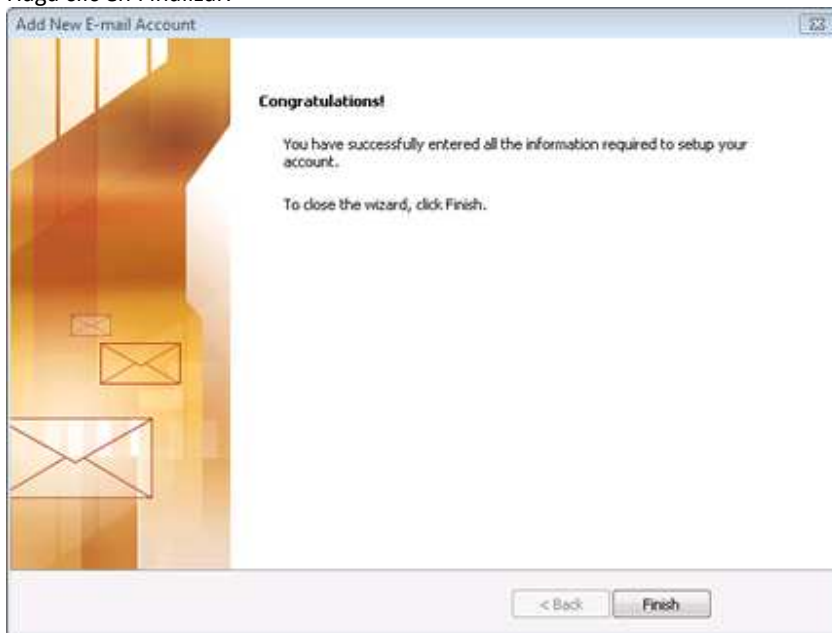 Haga clic en Finalizar.
Add New E-mail Account
Congratulations!
You have successfully entered all the information required to setup your
account.
To close the wizard, click Finish.
< Back
Finish